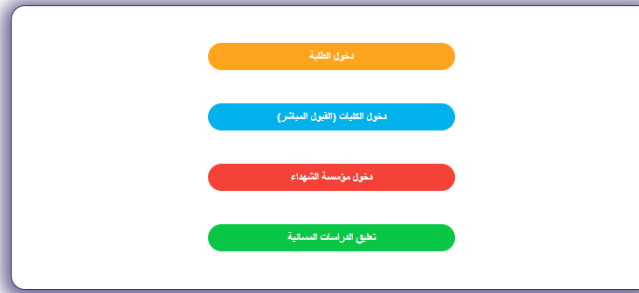 دخول الطلبة
دخول الكليات (القبول المباشر)
دخول مؤسسة الشهداء
تطبيق الدراسات المسائية